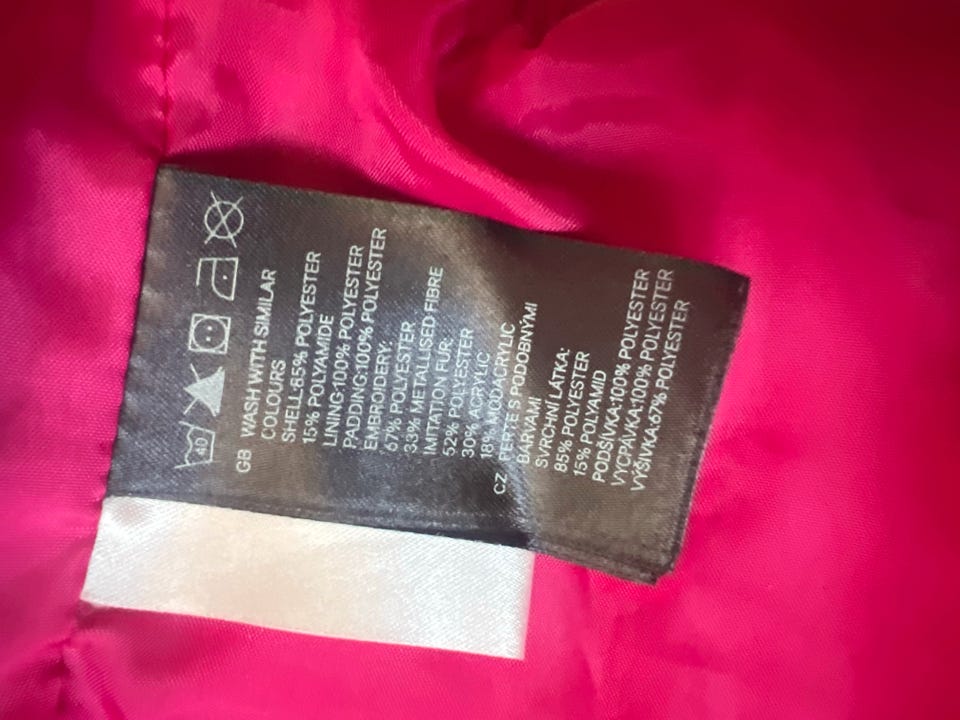 40
GB WASH WITH SIMILAR
COLOURS
SHELL:85% POLYESTER
15% POLYAMIDE
LINING:100% POLYESTER
PADDING:100% POLYESTER
EMBROIDERY:
67% POLYESTER
33% METALLISED FIBRE
IMITATION FUR:
52% POLYESTER
30% ACRYLIC
18% MODACRYLIC
CZ PERTE S PODOBNÝMI
BARVAMI
SVRCHNÍ LÁTKA:
85% POLYESTER
15% POLYAMID
PODŠÍVKA:100% POLYESTER
VYCPÁVKA:100% POLYESTER
VÝŠIVKA:67% POLYESTER